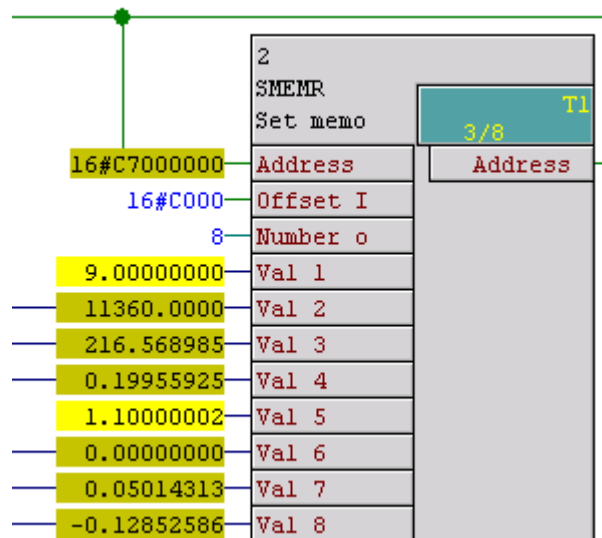 2
SMEMR
Set memo
T1
3/8
16#C7000000 Address Address
16#C000 Offset I
8 Number o
9.00000000 Val 1
11360.0000 Val 2
216.568985 Val 3
0.19955925 Val 4
1.10000002 Val 5
0.00000000 Val 6
0.05014313 Val 7
-0.12852586 Val 8